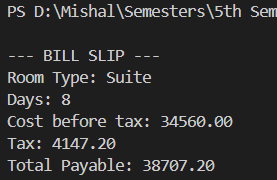 PS D:\Mishal\Semesters\5th Sem
--- BILL SLIP ---
Room Type: Suite
Days: 8
Cost before tax: 34560.00
Tax: 4147.20
Total Payable: 38707.20